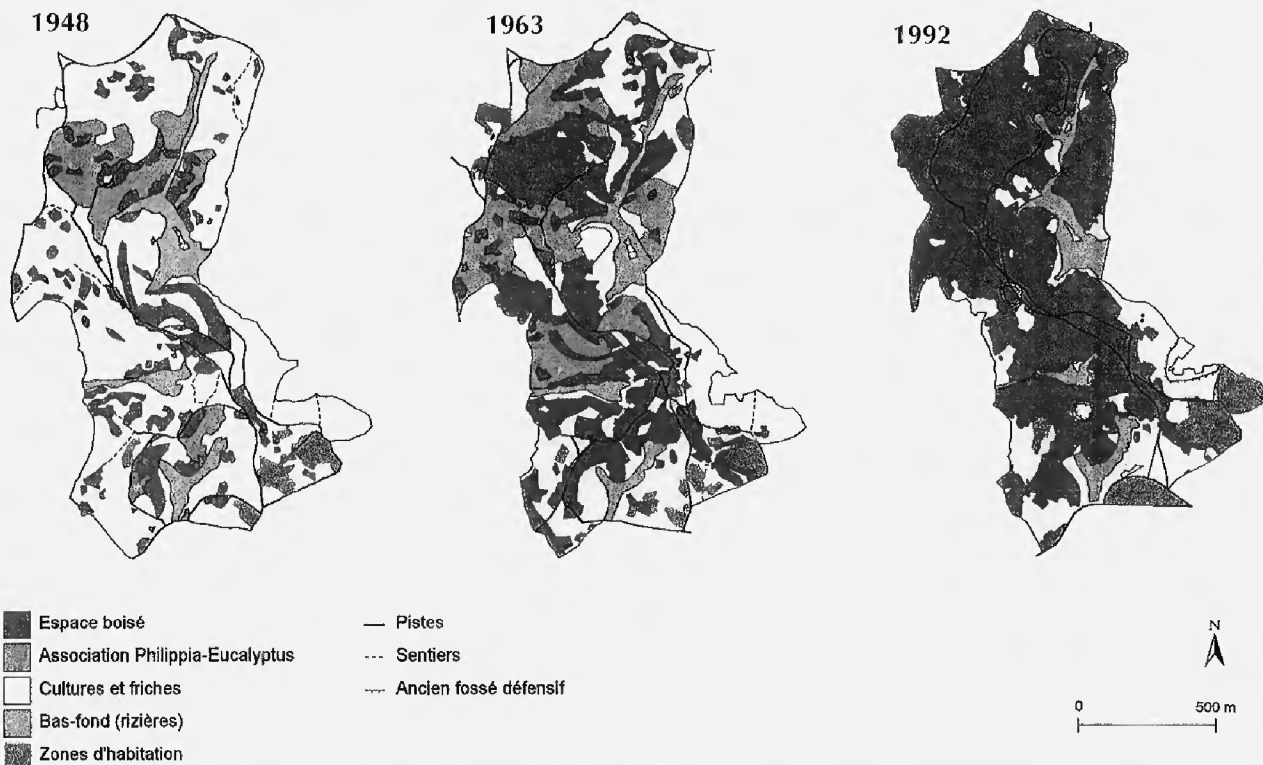 1948
1963
1992
Espace boisé
Association Philippia-Eucalyptus
Cultures et friches
Bas-fond (rizières)
Zones d'habitation
Pistes
Sentiers
Ancien fossé défensif
N
0 500 m